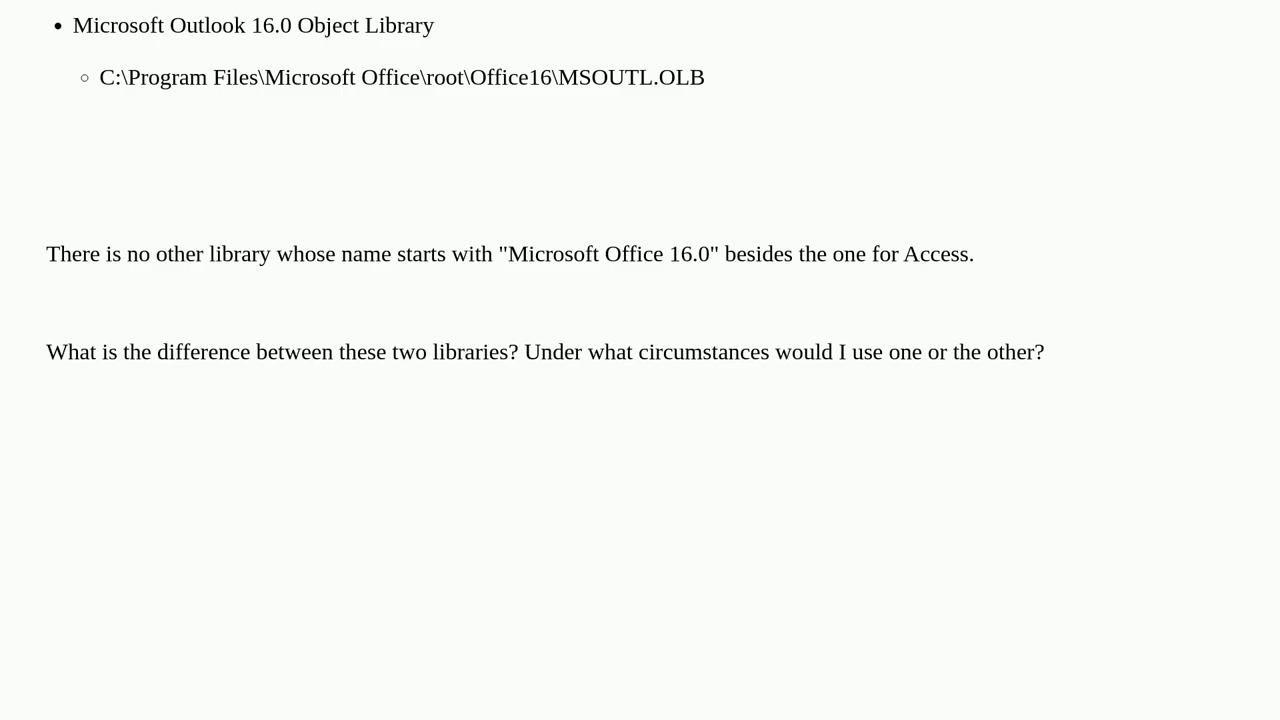 Microsoft Outlook 16.0 Object Library
C:\Program Files\Microsoft Office\root\Office16\MSOUTL.OLB
There is no other library whose name starts with "Microsoft Office 16.0" besides the one for Access.
What is the difference between these two libraries? Under what circumstances would I use one or the other?